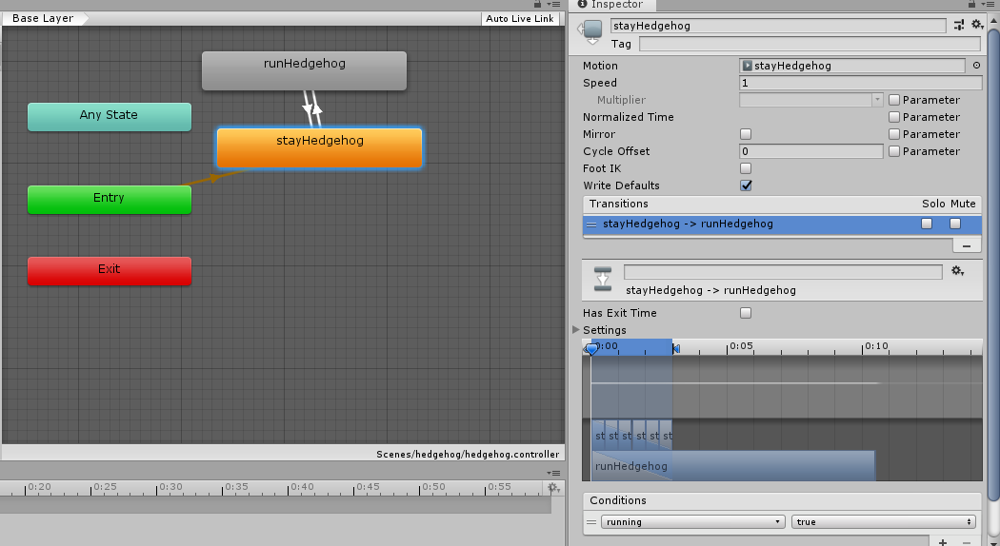 Base Layer
Auto Live Link
runHedgehog
Any State
stayHedgehog
Entry
Exit
Scenes/hedgehog/hedgehog.controller
0:20 0:25 0:30 0:35 0:40 0:45 0:50 0:55
Inspector
stayHedgehog
Tag
Motion stayHedgehog
Speed 1
Multiplier Parameter
Normalized Time Parameter
Mirror Parameter
Cycle Offset 0 Parameter
Foot IK
Write Defaults
Transitions Solo Mute
stayHedgehog -> runHedgehog
stayHedgehog -> runHedgehog
Has Exit Time
Settings
0:00 0:05 0:10
st st st st st st
runHedgehog
Conditions
running true